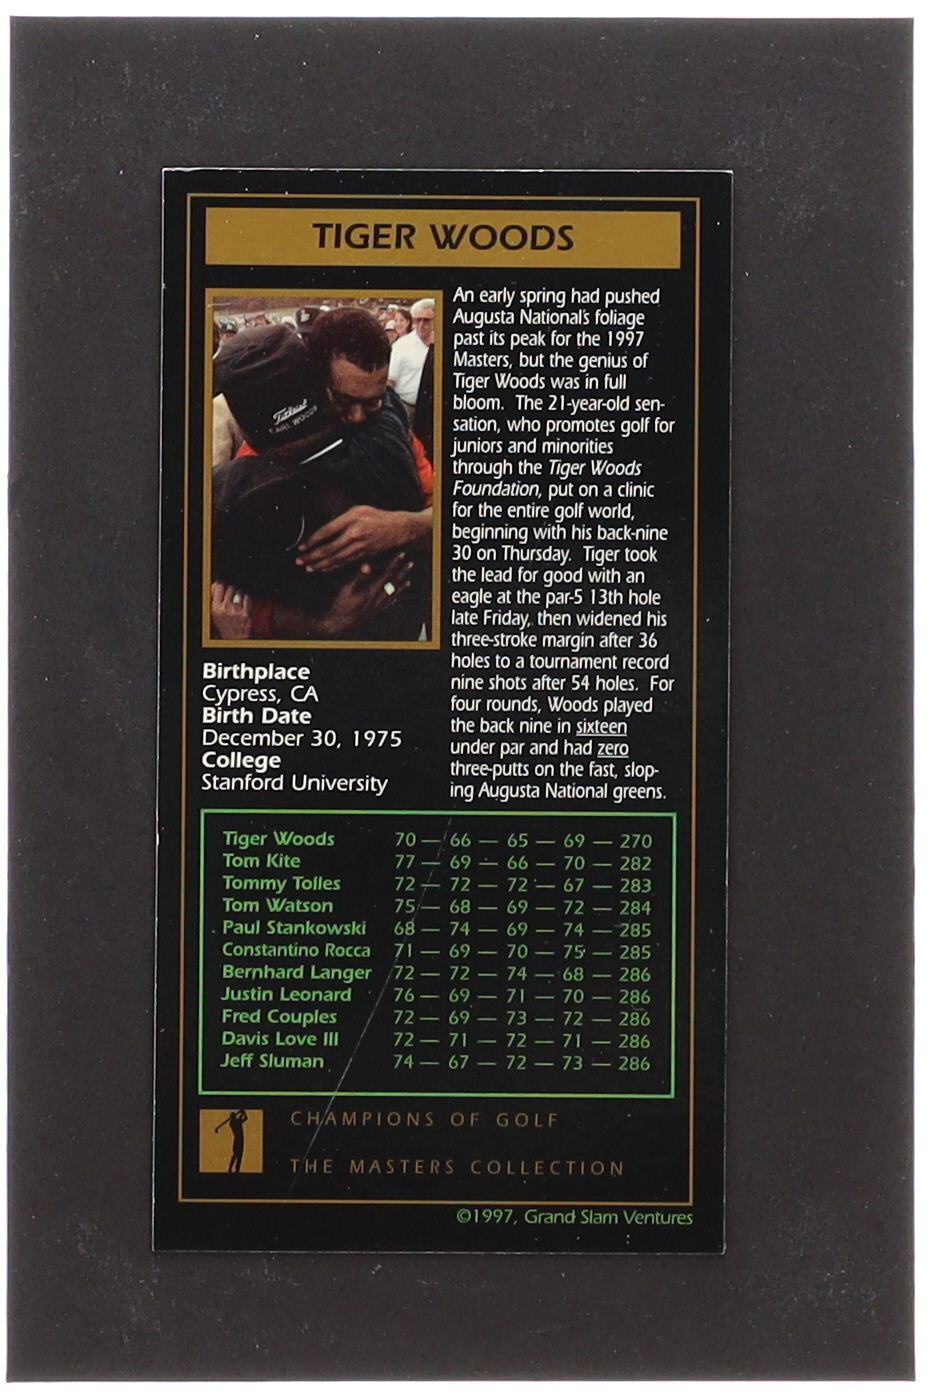 TIGER WOODS
Titleist
EARL WOODS
An early spring had pushed
Augusta National's foliage
past its peak for the 1997
Masters, but the genius of
Tiger Woods was in full
bloom. The 21-year-old sen-
sation, who promotes golf for
juniors and minorities
through the Tiger Woods
Foundation, put on a clinic
for the entire golf world,
beginning with his back-nine
30 on Thursday. Tiger took
the lead for good with an
eagle at the par-5 13th hole
late Friday, then widened his
three-stroke margin after 36
holes to a tournament record
nine shots after 54 holes. For
four rounds, Woods played
the back nine in sixteen
under par and had zero
three-putts on the fast, slop-
ing Augusta National greens.
Birthplace
Cypress, CA
Birth Date
December 30, 1975
College
Stanford University
Tiger Woods 70 — 66 — 65 — 69 — 270
Tom Kite 77 — 69 — 66 — 70 — 282
Tommy Tolles 72 — 72 — 72 — 67 — 283
Tom Watson 75 — 68 — 69 — 72 — 284
Paul Stankowski 68 — 74 — 69 — 74 — 285
Constantino Rocca 71 — 69 — 70 — 75 — 285
Bernhard Langer 72 — 72 — 74 — 68 — 286
Justin Leonard 76 — 69 — 71 — 70 — 286
Fred Couples 72 — 69 — 73 — 72 — 286
Davis Love III 72 — 71 — 72 — 71 — 286
Jeff Sluman 74 — 67 — 72 — 73 — 286
CHAMPIONS OF GOLF
THE MASTERS COLLECTION
©1997, Grand Slam Ventures